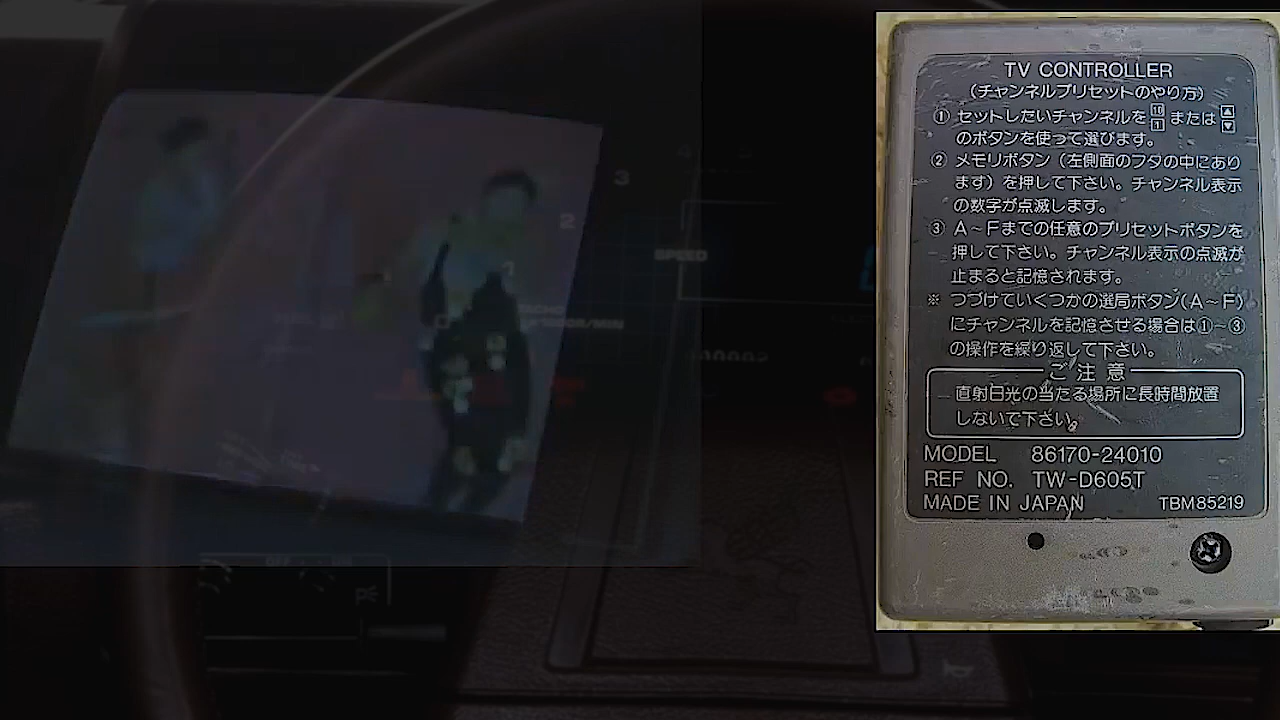 TV CONTROLLER
(チャンネルプリセットのやり方)
① セットしたいチャンネルを 10 1 または ▲ ▼
のボタンを使って選びます。
② メモリボタン(左側面のフタの中にあり
ます)を押して下さい。チャンネル表示
の数字が点滅します。
③ A~Fまでの任意のプリセットボタンを
押して下さい。チャンネル表示の点滅が
止まると記憶されます。
※ つづけていくつかの選局ボタン(A~F)
にチャンネルを記憶させる場合は①~③
の操作を繰り返して下さい。
ご注意
直射日光の当たる場所に長時間放置
しないで下さい。
MODEL 86170-24010
REF NO. TW-D605T
MADE IN JAPAN TBM85219
3
2
1
SPEED